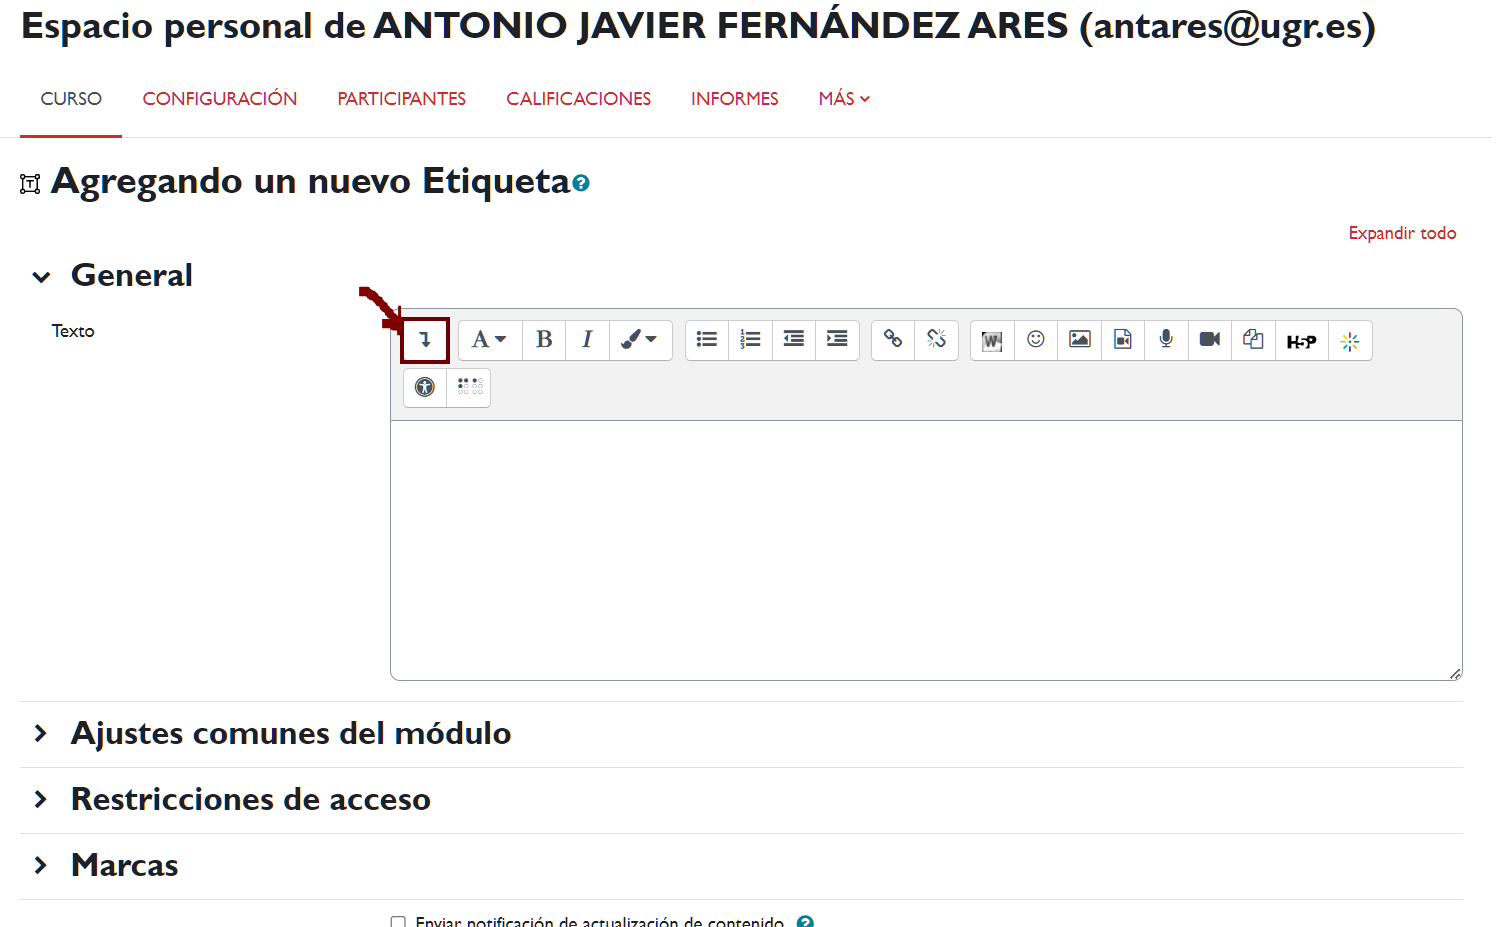 Espacio personal de ANTONIO JAVIER FERNÁNDEZ ARES (antares@ugr.es)
CURSO CONFIGURACIÓN PARTICIPANTES CALIFICACIONES INFORMES MÁS
Agregando un nuevo Etiqueta
Expandir todo
General
Texto
A B I W H5P
Ajustes comunes del módulo
Restricciones de acceso
Marcas
Enviar notificación de actualización de contenido